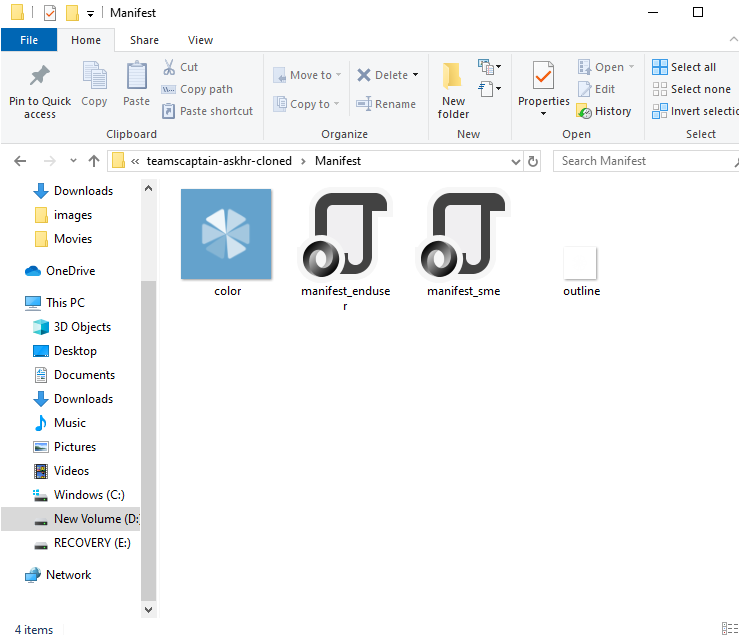 Manifest
File Home Share View
Pin to Quick access
Copy
Paste
Cut
Copy path
Paste shortcut
Clipboard
Move to
Copy to
Delete
Rename
Organize
New folder
New
Properties
Open
Edit
History
Open
Select all
Select none
Invert selectio
Select
« teamscaptain-askhr-cloned > Manifest
Search Manifest
Downloads
images
Movies
OneDrive
This PC
3D Objects
Desktop
Documents
Downloads
Music
Pictures
Videos
Windows (C:)
New Volume (D:
RECOVERY (E:)
Network
color
manifest_enduse
r
manifest_sme
outline
4 items